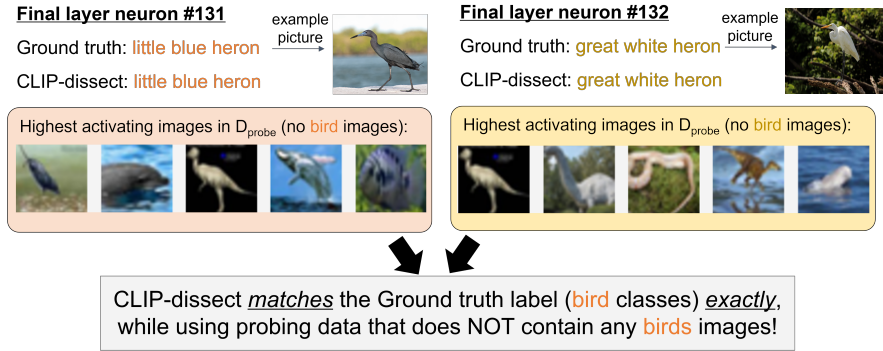 Final layer neuron #131
example picture
Ground truth: little blue heron
CLIP-dissect: little blue heron
Highest activating images in D_probe (no bird images):
Final layer neuron #132
example picture
Ground truth: great white heron
CLIP-dissect: great white heron
Highest activating images in D_probe (no bird images):
CLIP-dissect matches the Ground truth label (bird classes) exactly,
while using probing data that does NOT contain any birds images!